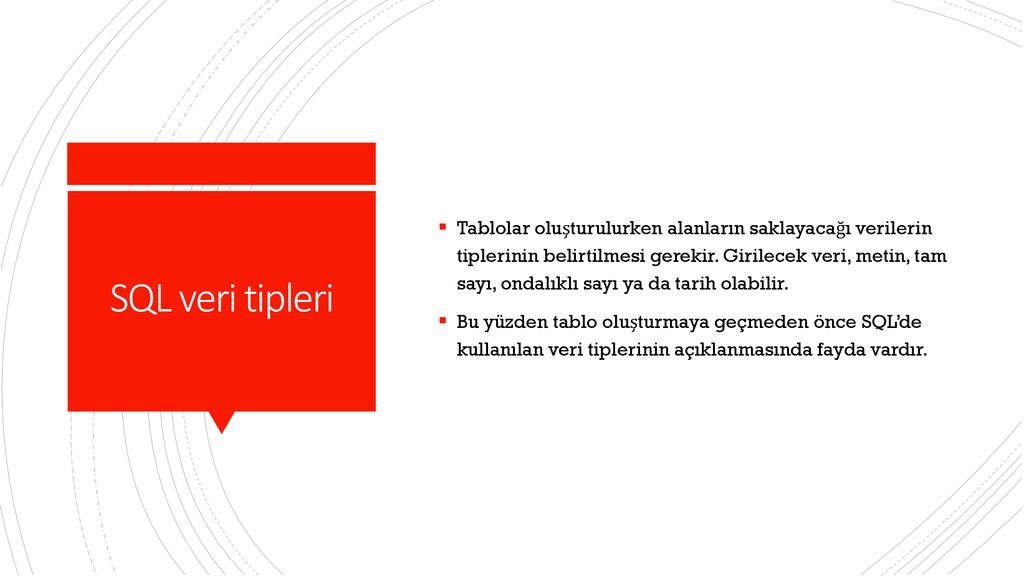 SQL veri tipleri
▪ Tablolar oluşturulurken alanların saklayacağı verilerin
tiplerinin belirtilmesi gerekir. Girilecek veri, metin, tam
sayı, ondalıklı sayı ya da tarih olabilir.
▪ Bu yüzden tablo oluşturmaya geçmeden önce SQL’de
kullanılan veri tiplerinin açıklanmasında fayda vardır.